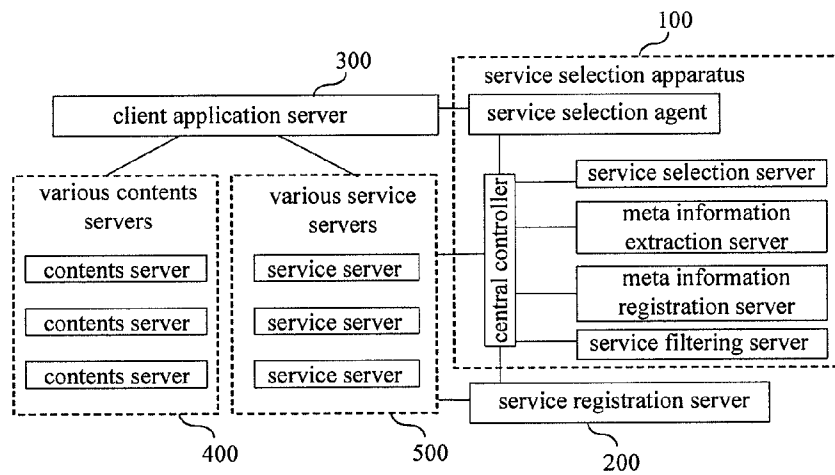 100
300
service selection apparatus
client application server
service selection agent
various contents
servers
contents server
contents server
contents server
various service
servers
service server
service server
service server
central controller
service selection server
meta information
extraction server
meta information
registration server
service filtering server
service registration server
400
500
200